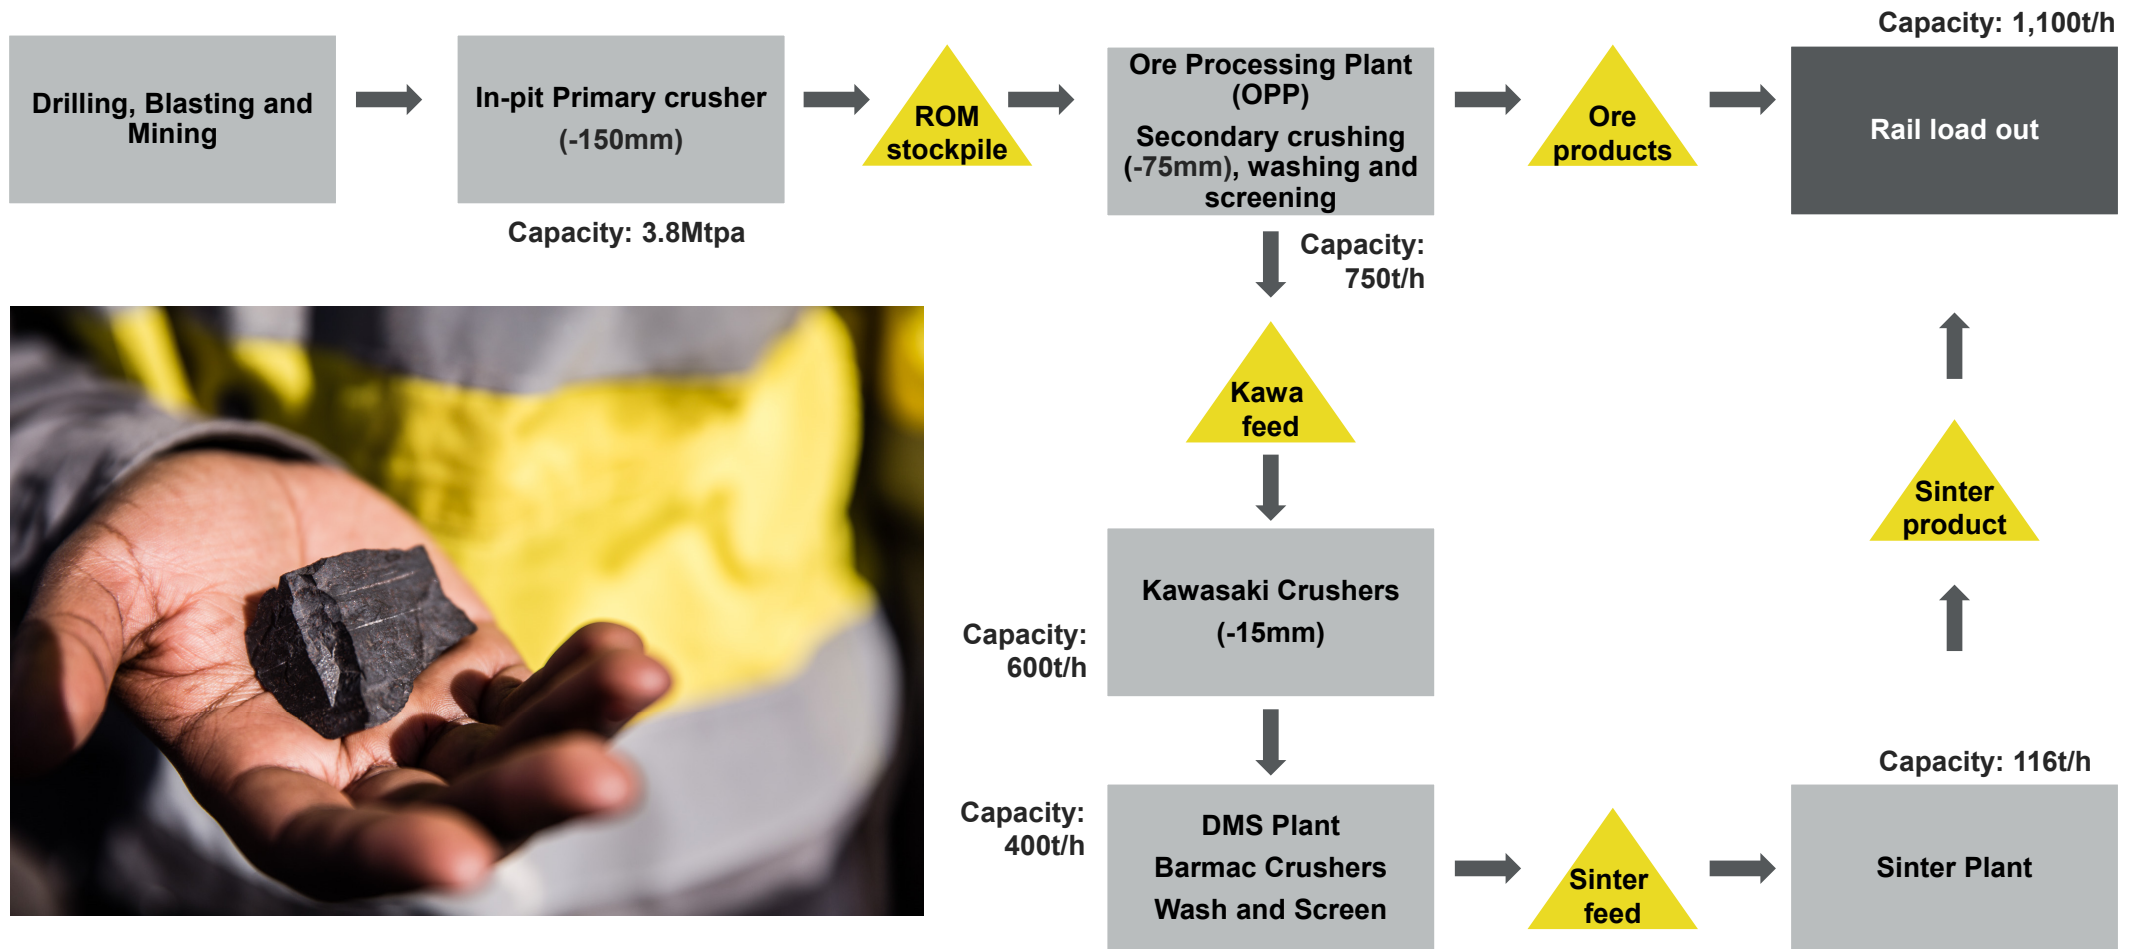 Capacity: 1,100t/h
Drilling, Blasting and
Mining
In-pit Primary crusher
(-150mm)
Capacity: 3.8Mtpa
ROM
stockpile
Ore Processing Plant
(OPP)
Secondary crushing
(-75mm), washing and
screening
Capacity:
750t/h
Ore
products
Rail load out
Kawa
feed
Kawasaki Crushers
(-15mm)
Capacity:
600t/h
Capacity:
400t/h
DMS Plant
Barmac Crushers
Wash and Screen
Sinter
feed
Capacity: 116t/h
Sinter Plant
Sinter
product